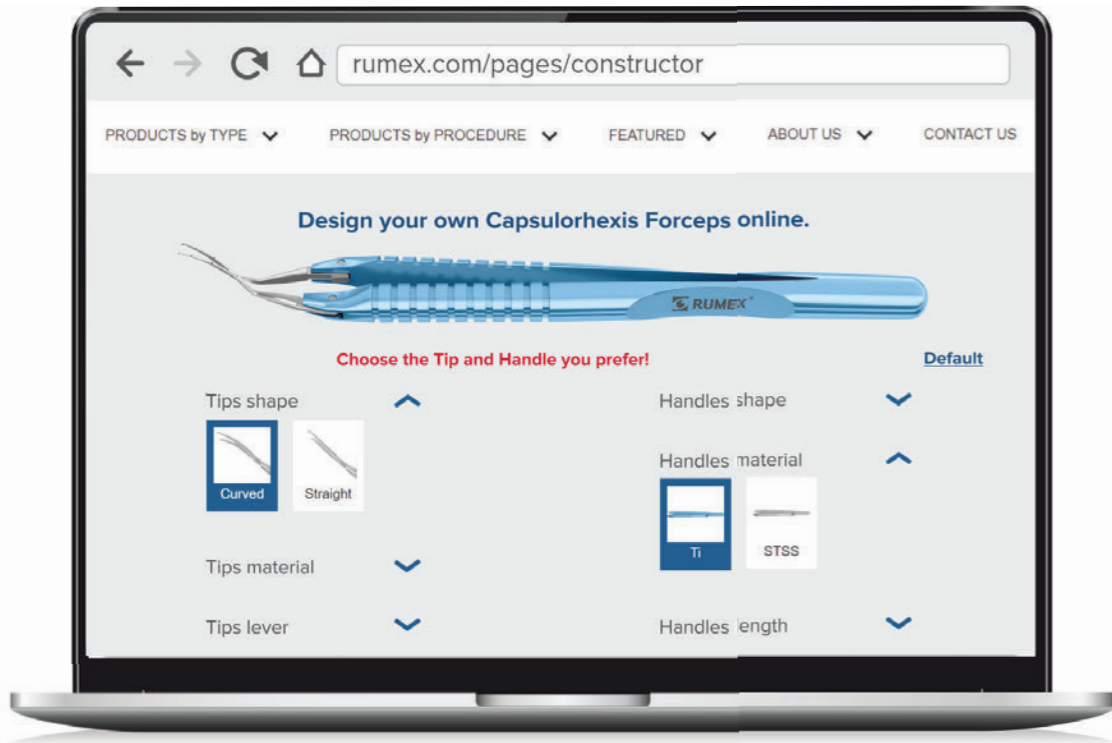 rumex.com/pages/constructor
PRODUCTS by TYPE PRODUCTS by PROCEDURE FEATURED ABOUT US CONTACT US
Design your own Capsulorhexis Forceps online.
RUMEX
Choose the Tip and Handle you prefer!
Default
Tips shape
Curved
Straight
Tips material
Tips lever
Handles shape
Handles material
Ti
STSS
Handles length